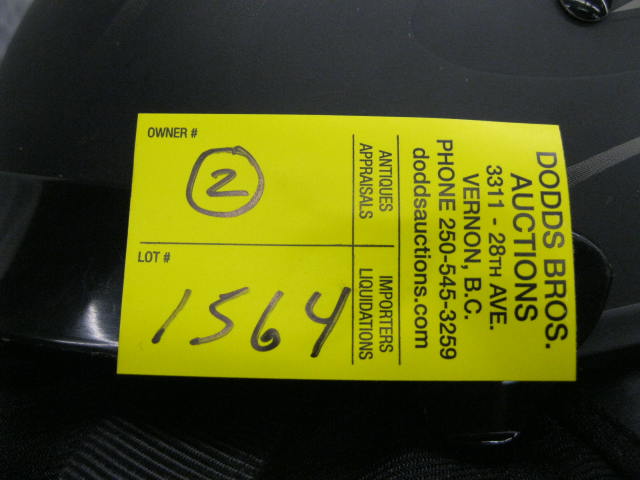 OWNER #
2
LOT #
1564
ANTIQUES
APPRAISALS
IMPORTERS
LIQUIDATIONS
DODDS BROS.
AUCTIONS
3311 - 28TH AVE.
VERNON, B.C.
PHONE 250-545-3259
doddsauctions.com